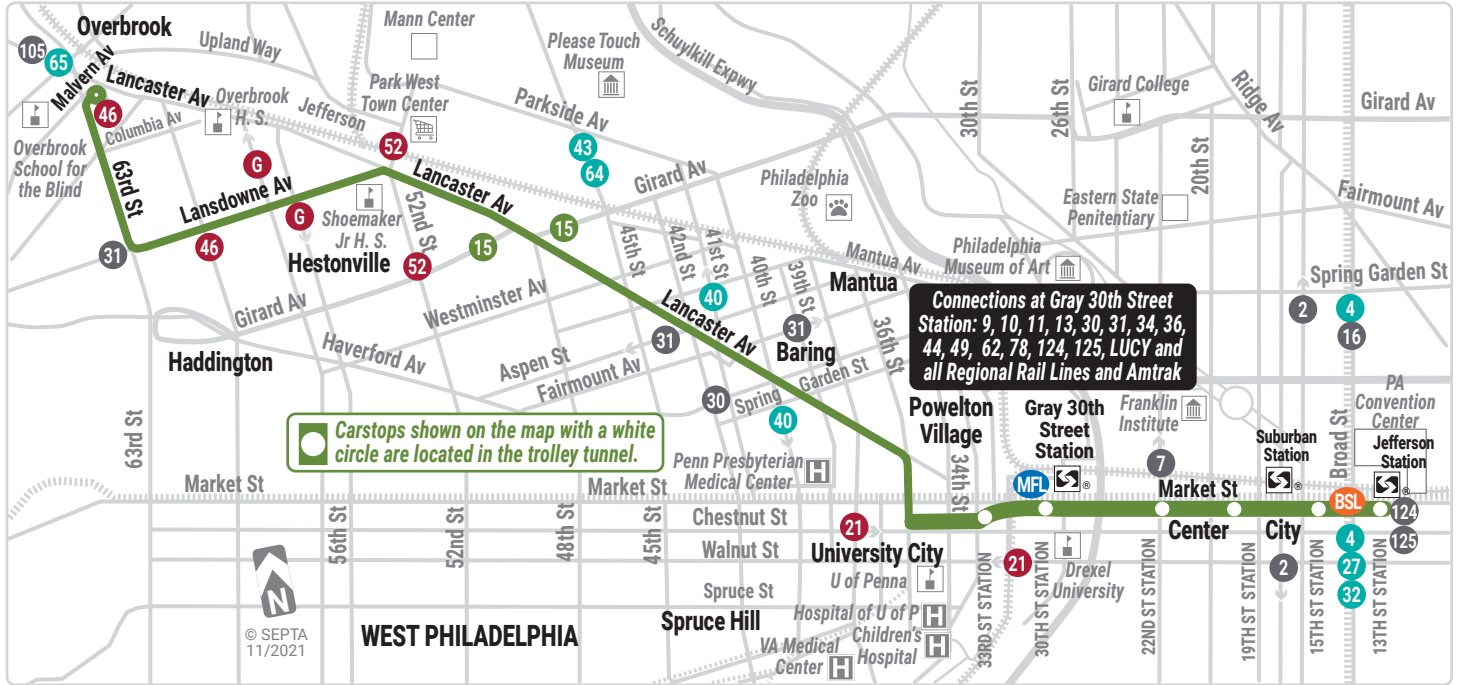 Overbrook
105
65
Malvern Av
46
Lancaster Av
Upland Way
Overbrook
H. S.
Jefferson
Columbia Av
Overbrook
School for
the Blind
63rd St
G
Lansdowne Av
31
46
G
Mann Center
Park West
Town Center
52
Shoemaker
Jr H. S.
Hestonville
52nd St
52
15
Lancaster Av
Please Touch
Museum
Parkside Av
43
64
15
Girard Av
45th St
42nd St
41st St
40th St
39th St
40
Lancaster Av
31
31
Baring
Mantua
Mantua Av
36th St
Schuylkill Expwy
Philadelphia
Zoo
30th St
26th St
Girard College
Ridge Av
Girard Av
20th St
Eastern State
Penitentiary
Fairmount Av
Philadelphia
Museum of Art
Spring Garden St
2
4
16
Connections at Gray 30th Street
Station: 9, 10, 11, 13, 30, 31, 34, 36,
44, 49, 62, 78, 124, 125, LUCY and
all Regional Rail Lines and Amtrak
Girard Av
Westminster Av
Haddington
Haverford Av
Aspen St
Fairmount Av
30
Spring
Garden St
40
63rd St
Carstops shown on the map with a white
circle are located in the trolley tunnel.
Penn Presbyterian
Medical Center
H
Powelton
Village
Gray 30th
Street
Station
Franklin
Institute
7
Suburban
Station
Broad St
PA
Convention
Center
Jefferson
Station
34th St
MFL
®
®
BSL
®
Market St
Market St
Market St
Chestnut St
Walnut St
Spruce St
56th St
52nd St
48th St
45th St
21
University City
U of Penna
21
Drexel
University
Center
City
2
124
125
4
27
32
N
© SEPTA
11/2021
WEST PHILADELPHIA
Spruce Hill
Hospital of U of P
H
VA Medical
Center
H
Children's
Hospital
H
33RD ST STATION
30TH ST STATION
22ND ST STATION
19TH ST STATION
15TH ST STATION
13TH ST STATION